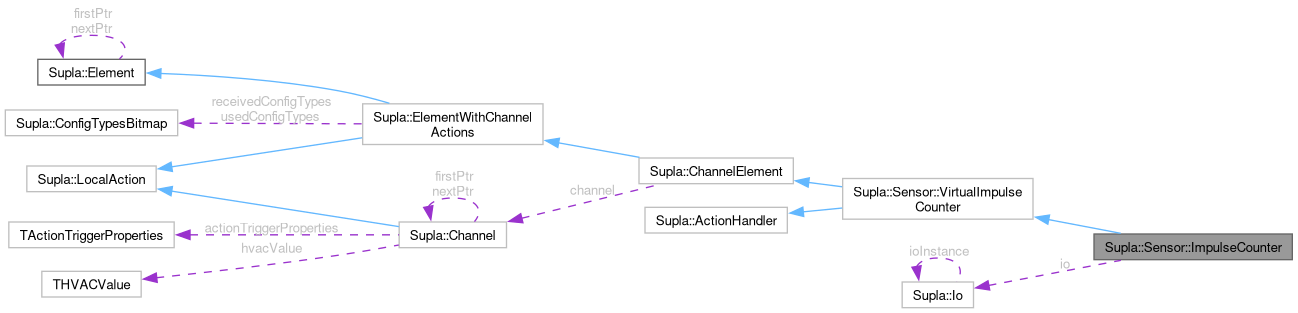 firstPtr
nextPtr
Supla::Element
receivedConfigTypes
usedConfigTypes
Supla::ConfigTypesBitmap
Supla::ElementWithChannel
Actions
Supla::LocalAction
firstPtr
nextPtr
channel
Supla::ChannelElement
Supla::Sensor::VirtualImpulse
Counter
Supla::ActionHandler
TActionTriggerProperties
actionTriggerProperties
hvacValue
Supla::Channel
THVACValue
ioInstance
io
Supla::Io
Supla::Sensor::ImpulseCounter